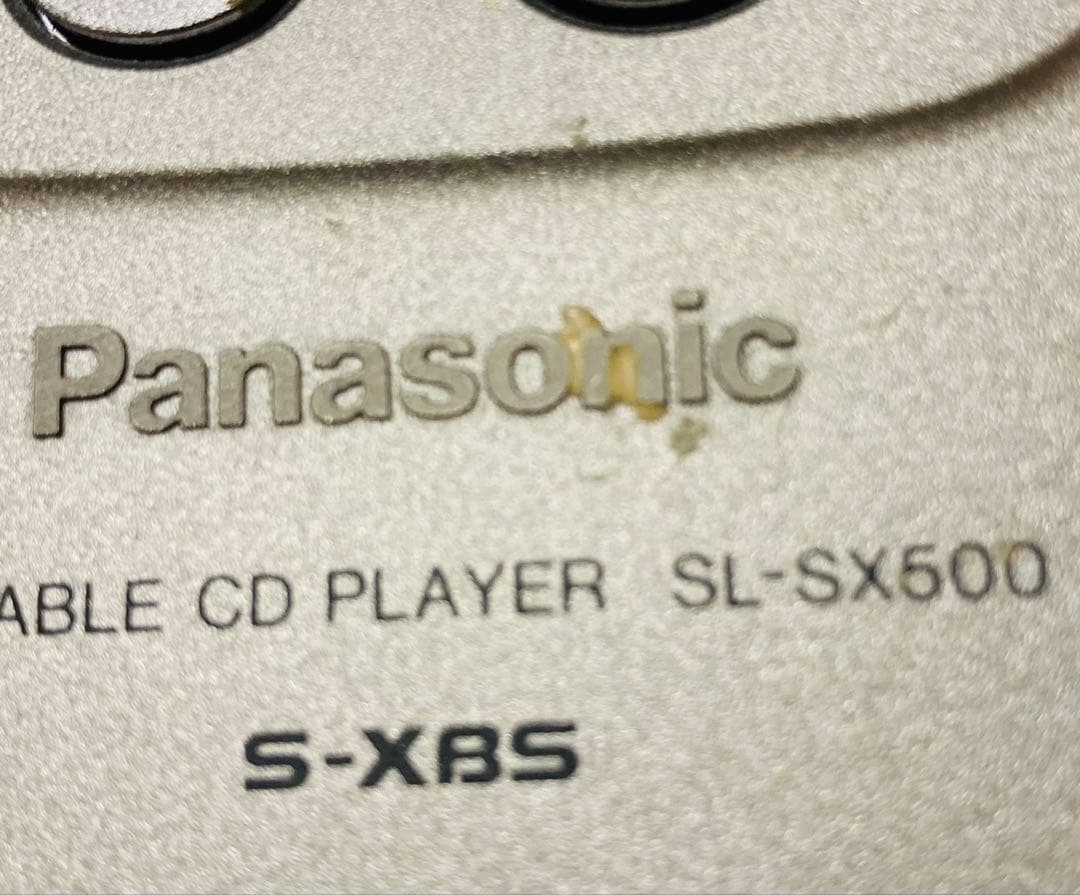 Panasonic
ABLE CD PLAYER SL-SX500
S-XBS